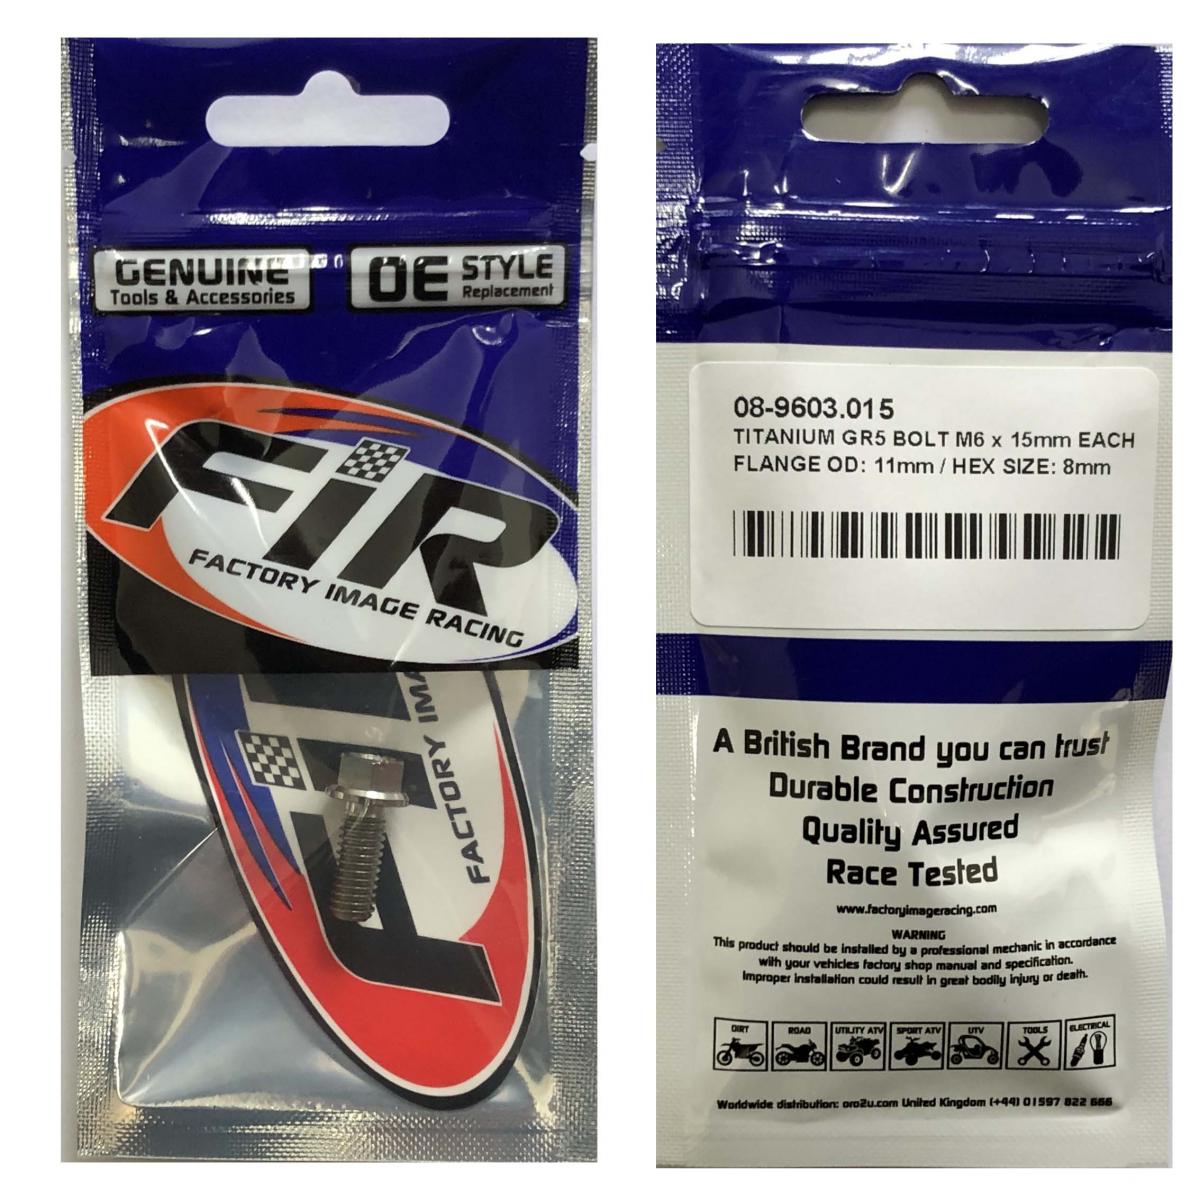 GENUINE
Tools & Accessories
OE STYLE
Replacement
FIR
FACTORY IMAGE RACING
FACTORY IMA
08-9603.015
TITANIUM GR5 BOLT M6 x 15mm EACH
FLANGE OD: 11mm / HEX SIZE: 8mm
A British Brand you can trust
Durable Construction
Quality Assured
Race Tested
www.factoryimageracing.com
WARNING
This product should be installed by a professional mechanic in accordance
with your vehicles factory shop manual and specification.
Improper installation could result in great bodily injury or death.
DIRT ROAD UTILITY ATV SPORT ATV UTV TOOLS ELECTRICAL
Worldwide distribution: oro2u.com United Kingdom (+44) 01597 822 666